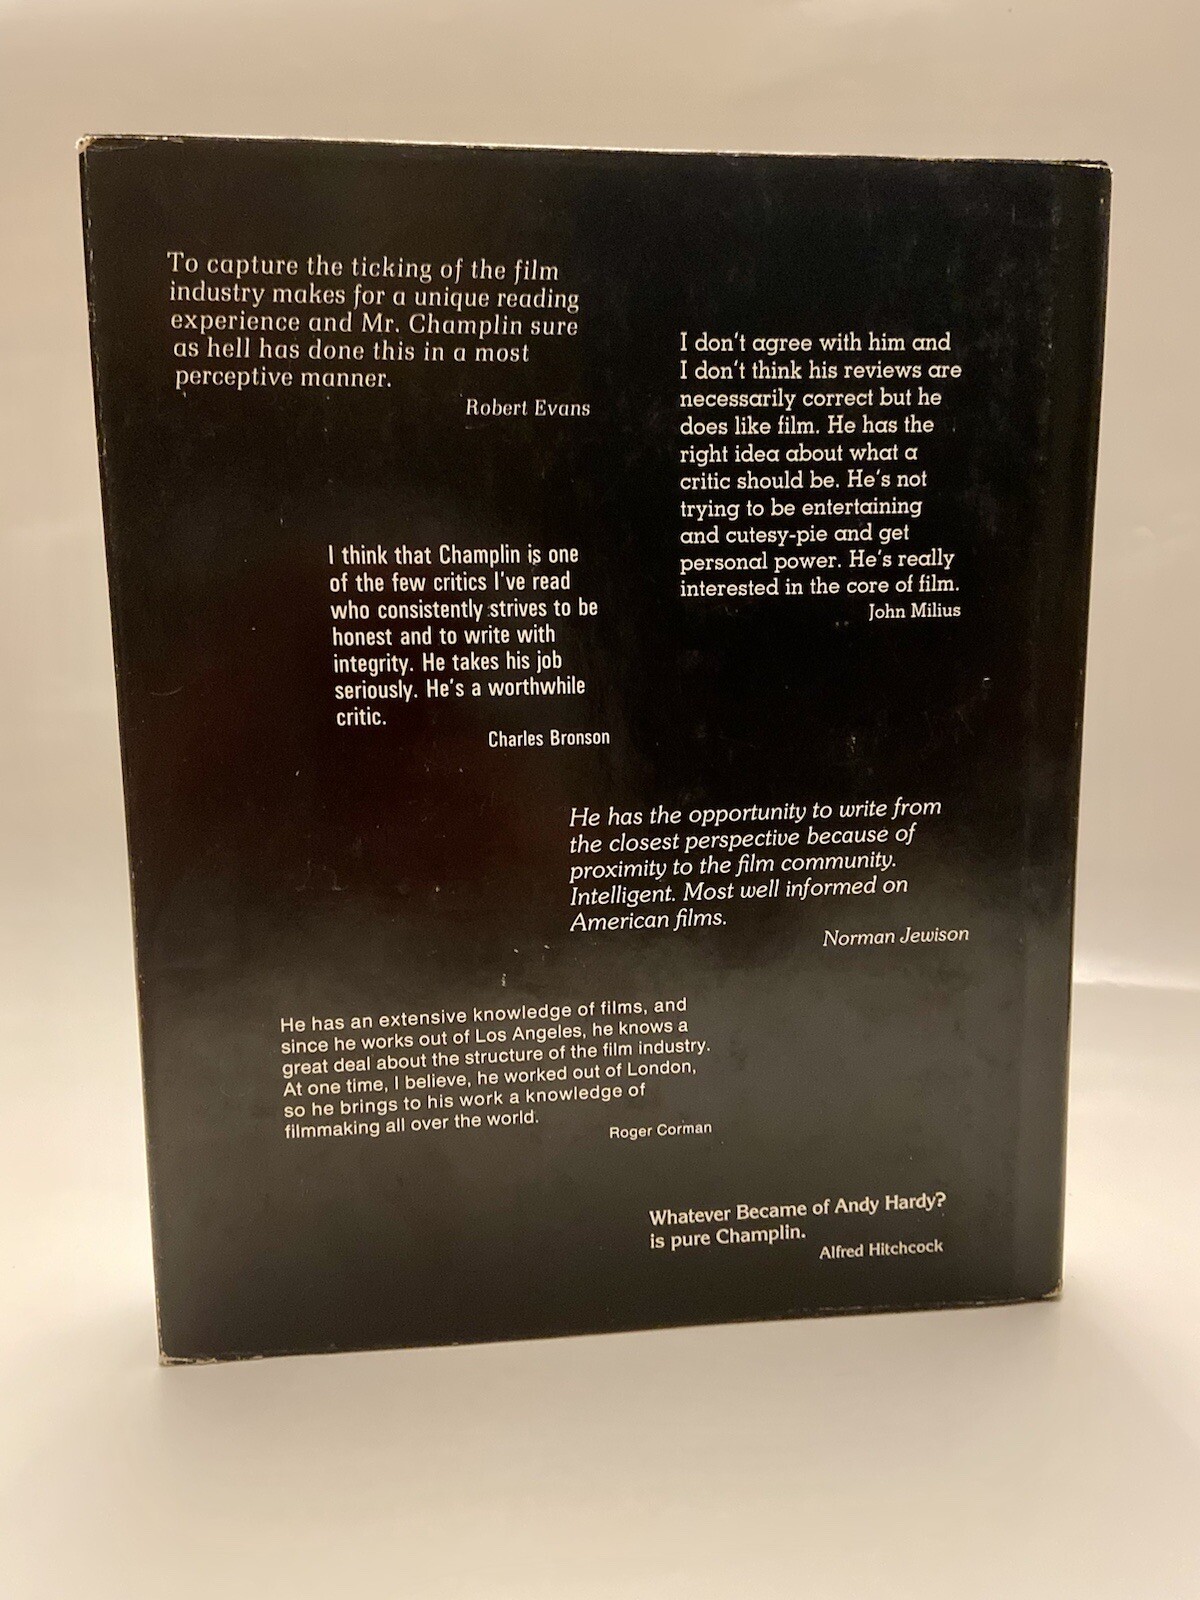 To capture the ticking of the film
industry makes for a unique reading
experience and Mr. Champlin sure
as hell has done this in a most
perceptive manner.
Robert Evans
I don't agree with him and
I don't think his reviews are
necessarily correct but he
does like film. He has the
right idea about what a
critic should be. He's not
trying to be entertaining
and cutesy-pie and get
personal power. He's really
interested in the core of film.
John Milius
I think that Champlin is one
of the few critics I've read
who consistently strives to be
honest and to write with
integrity. He takes his job
seriously. He's a worthwhile
critic.
Charles Bronson
He has the opportunity to write from
the closest perspective because of
proximity to the film community.
Intelligent. Most well informed on
American films.
Norman Jewison
He has an extensive knowledge of films, and
since he works out of Los Angeles, he knows a
great deal about the structure of the film industry.
At one time, I believe, he worked out of London,
so he brings to his work a knowledge of
filmmaking all over the world.
Roger Corman
Whatever Became of Andy Hardy?
is pure Champlin.
Alfred Hitchcock